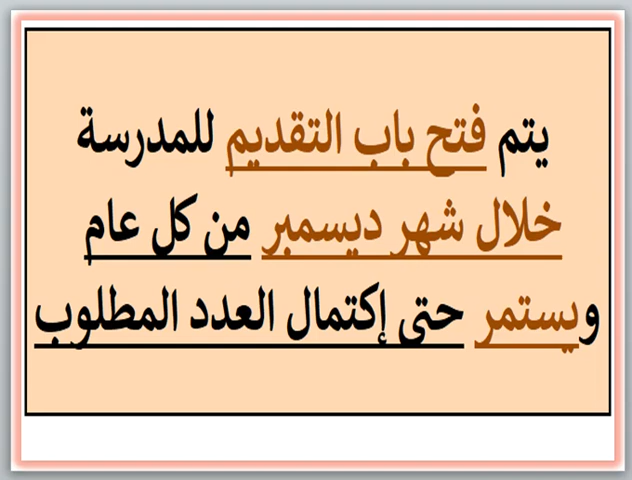 يتم فتح باب التقديم للمدرسة
خلال شهر ديسمبر من كل عام
ويستمر حتى إكتمال العدد المطلوب